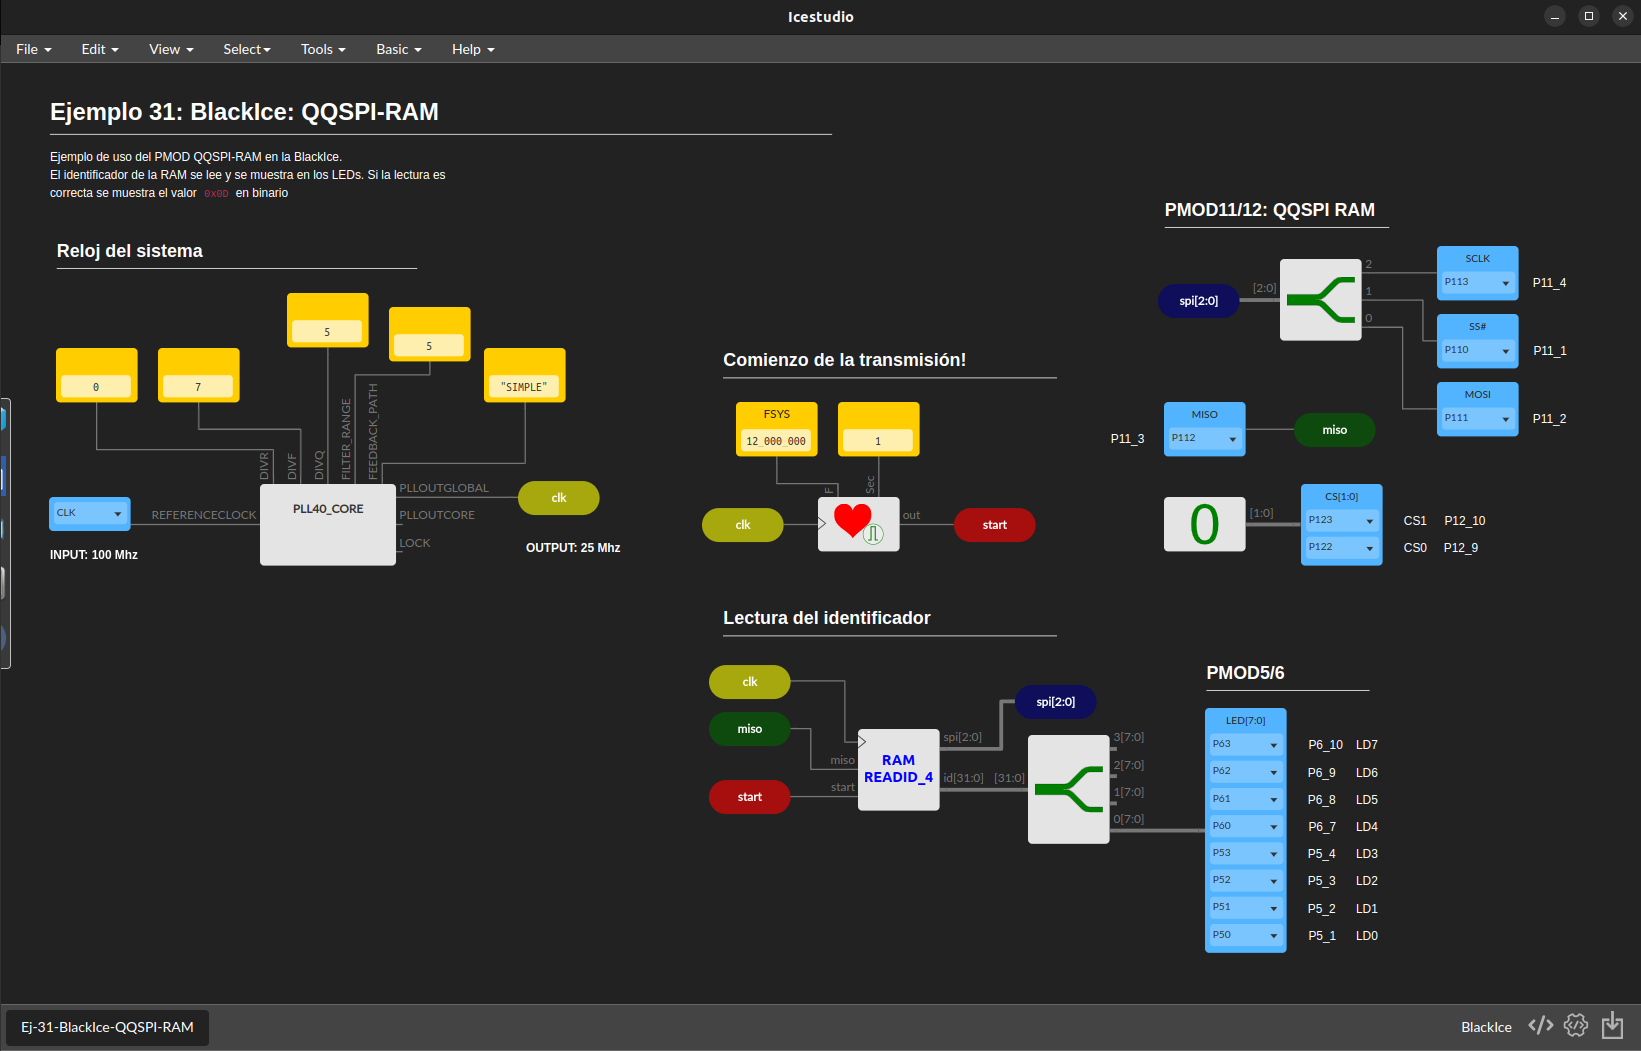 Icestudio
File
Edit
View
Select
Tools
Basic
Help
Ejemplo 31: BlackIce: QQSPI-RAM
Ejemplo de uso del PMOD QQSPI-RAM en la BlackIce.
El identificador de la RAM se lee y se muestra en los LEDs. Si la lectura es
correcta se muestra el valor 0x0D en binario
Reloj del sistema
0
7
5
5
"SIMPLE"
DIVR
DIVF
DIVQ
FILTER_RANGE
FEEDBACK_PATH
CLK
REFERENCECLOCK
PLL40_CORE
PLLOUTGLOBAL
PLLOUTCORE
LOCK
clk
INPUT: 100 Mhz
OUTPUT: 25 Mhz
Comienzo de la transmisión!
FSYS
12_000_000
1
F
Sec
clk
out
start
PMOD11/12: QQSPI RAM
spi[2:0]
[2:0]
2
1
0
SCLK
P113
P11_4
SS#
P110
P11_1
MOSI
P111
P11_2
P11_3
MISO
P112
miso
0
[1:0]
CS[1:0]
P123
CS1 P12_10
P122
CS0 P12_9
Lectura del identificador
clk
miso
start
miso
start
RAM
READID_4
spi[2:0]
id[31:0]
spi[2:0]
[31:0]
3[7:0]
2[7:0]
1[7:0]
0[7:0]
PMOD5/6
LED[7:0]
P63 P6_10 LD7
P62 P6_9 LD6
P61 P6_8 LD5
P60 P6_7 LD4
P53 P5_4 LD3
P52 P5_3 LD2
P51 P5_2 LD1
P50 P5_1 LD0
Ej-31-BlackIce-QQSPI-RAM
BlackIce